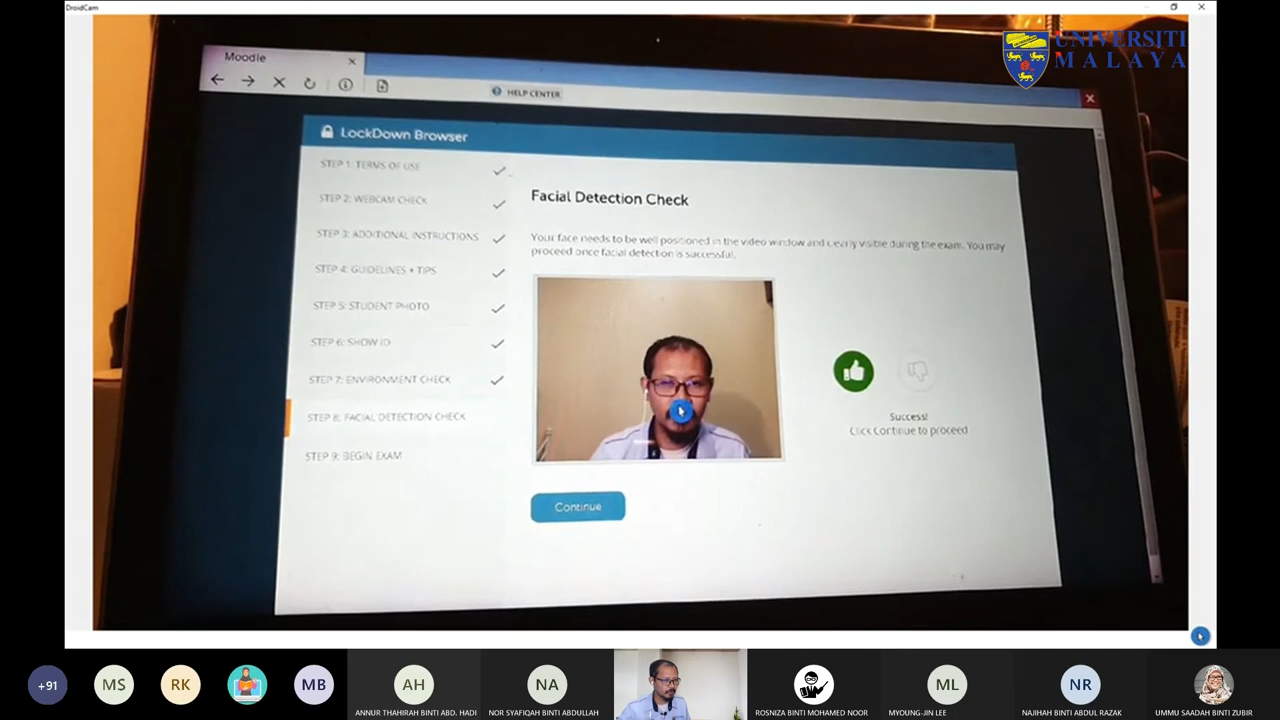 DroidCam
UNIVERSITI
MALAYA
Moodle
HELP CENTER
LockDown Browser
STEP 1: TERMS OF USE
STEP 2: WEBCAM CHECK
STEP 3: ADDITIONAL INSTRUCTIONS
STEP 4: GUIDELINES + TIPS
STEP 5: STUDENT PHOTO
STEP 6: SHOW ID
STEP 7: ENVIRONMENT CHECK
STEP 8: FACIAL DETECTION CHECK
STEP 9: BEGIN EXAM
Facial Detection Check
Your face needs to be well positioned in the video window and clearly visible during the exam. You may
proceed once facial detection is successful.
Success!
Click Continue to proceed
Continue
+91
MS
RK
MB
AH
ANNUR THAHIRAH BINTI ABD. HADI
NA
NOR SYAFIQAH BINTI ABDULLAH
ROSNIZA BINTI MOHAMED NOOR
ML
MYOUNG-JIN LEE
NR
NAJIHAH BINTI ABDUL RAZAK
UMMU SAADAH BINTI ZUBIR